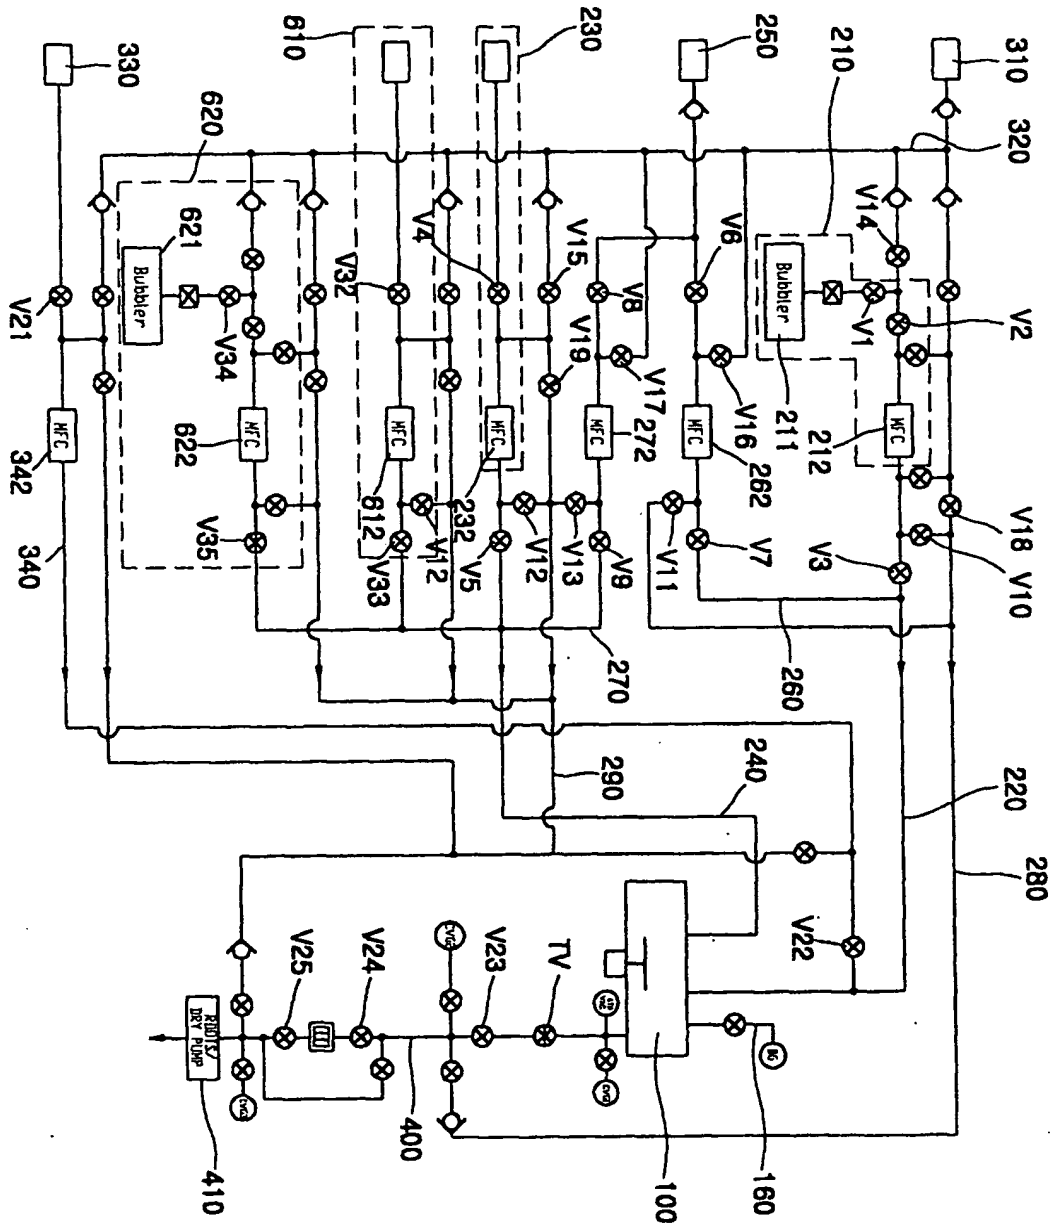 280
310
320
220
V2
V18
V10
MFC
V14
V1
210
212
V3
211
Bubbler
260
V22
BG
160
250
240
262
V16
V6
V7
MFC
V11
100
V17
272
V8
V9
270
290
MFC
230
V15
V19
V13
TV
V12
MFC
V23
V5
232
V12
V4
400
MFC
V33
612
V24
V32
610
V25
MFC
V34
410
V35
620
ROOTS/
DRY PUMP
622
621
Bubbler
330
MFC
V21
342
340